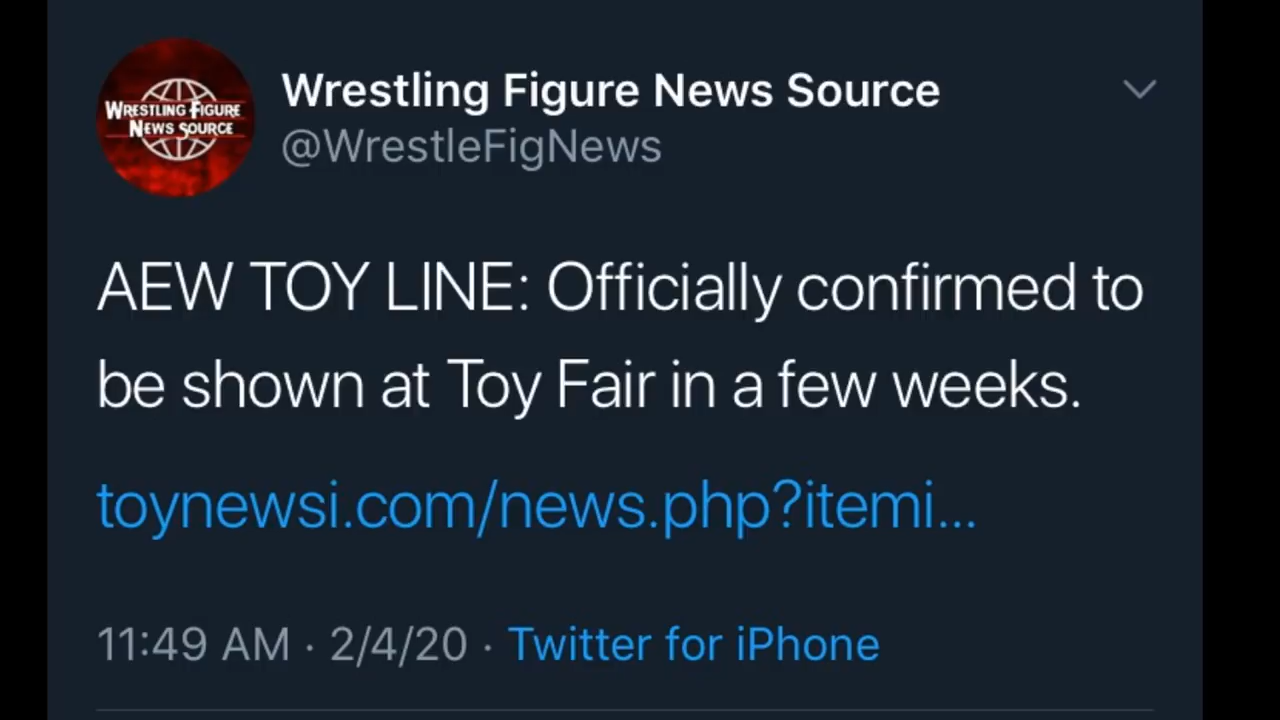 WRESTLING FIGURE
NEWS SOURCE
Wrestling Figure News Source
@WrestleFigNews
AEW TOY LINE: Officially confirmed to
be shown at Toy Fair in a few weeks.
toynewsi.com/news.php?itemi...
11:49 AM · 2/4/20 · Twitter for iPhone